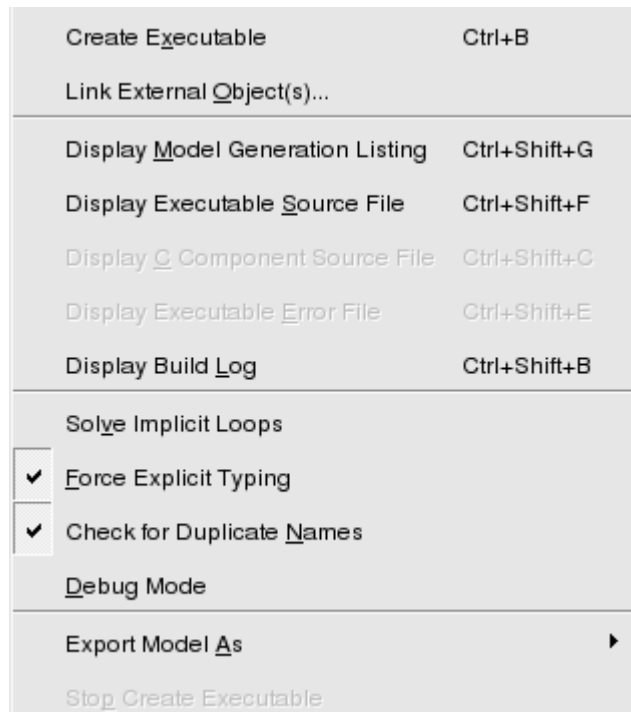 Create Executable Ctrl+B
Link External Object(s)...
Display Model Generation Listing Ctrl+Shift+G
Display Executable Source File Ctrl+Shift+F
Display C Component Source File Ctrl+Shift+C
Display Executable Error File Ctrl+Shift+E
Display Build Log Ctrl+Shift+B
Solve Implicit Loops
Force Explicit Typing
Check for Duplicate Names
Debug Mode
Export Model As
Stop Create Executable